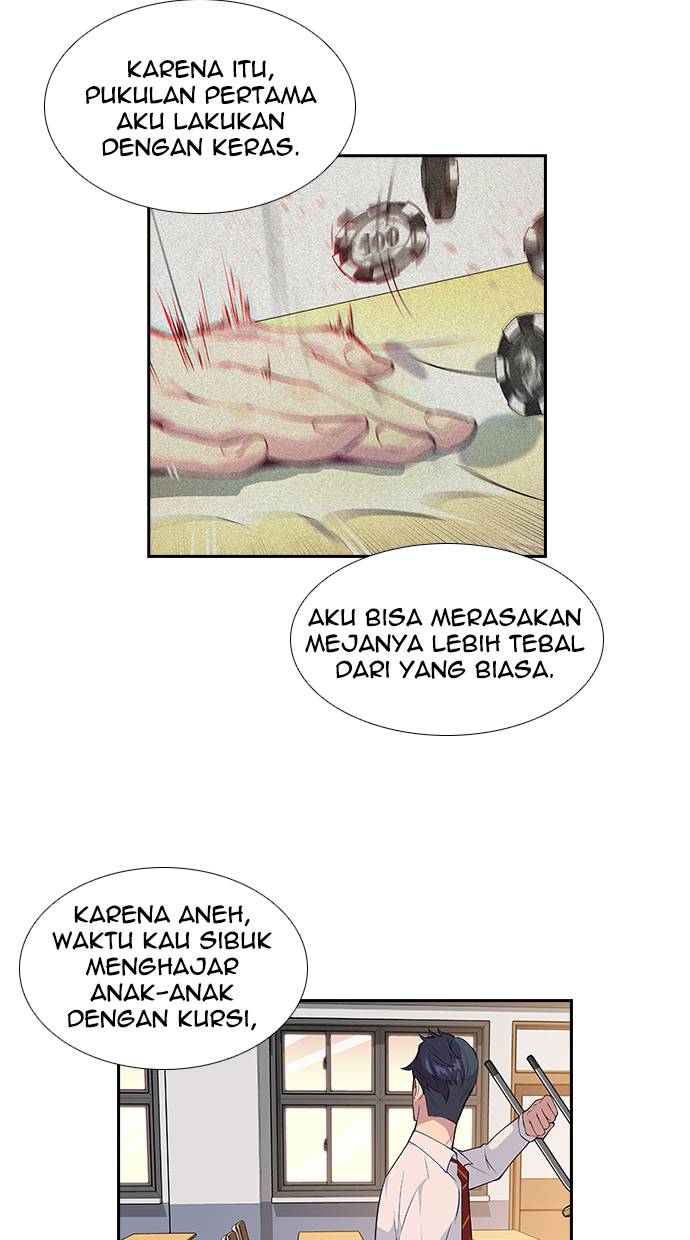 KARENA ITU,
PUKULAN PERTAMA
AKU LAKUKAN
DENGAN KERAS.
100
AKU BISA MERASAKAN
MEJANYA LEBIH TEBAL
DARI YANG BIASA.
KARENA ANEH,
WAKTU KAU SIBUK
MENGHAJAR
ANAK-ANAK
DENGAN KURSI,